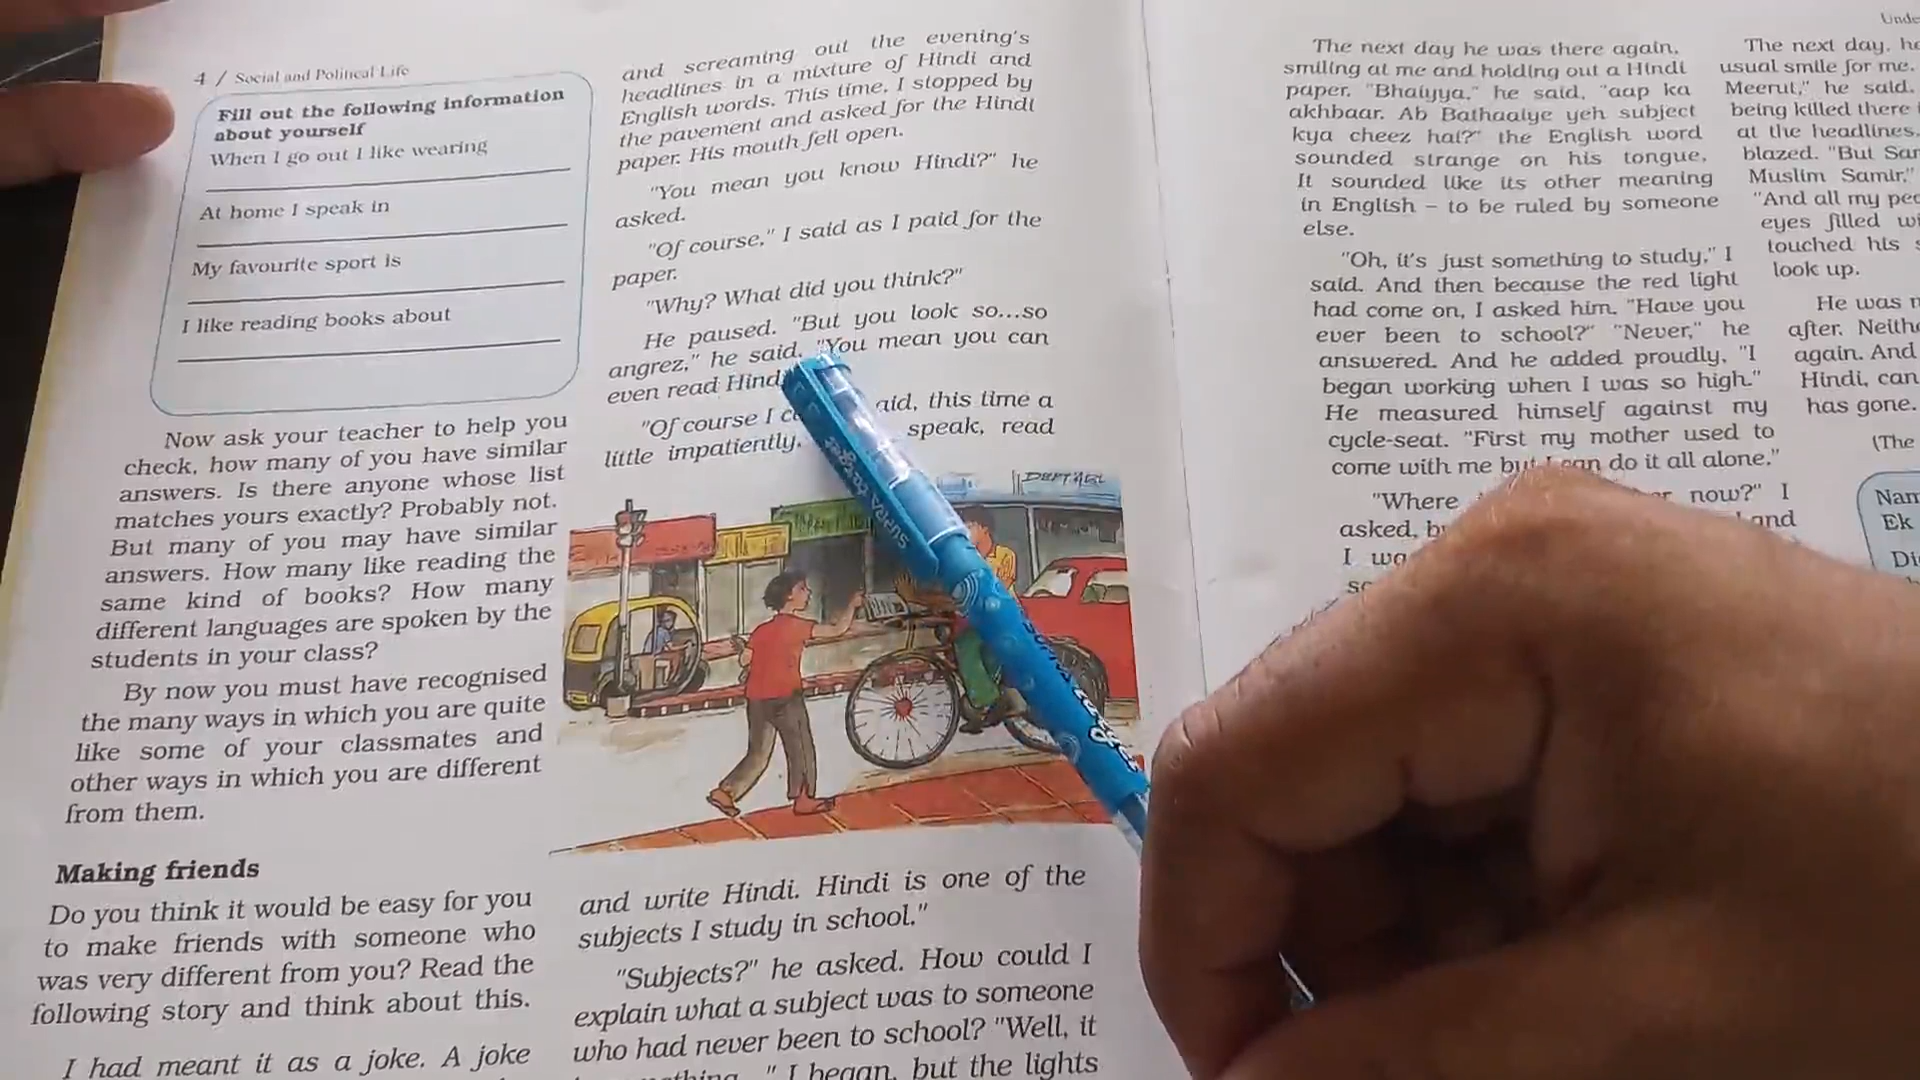 4 / Social and Political Life
Fill out the following information
about yourself
When I go out I like wearing
At home I speak in
My favourite sport is
I like reading books about
Now ask your teacher to help you
check, how many of you have similar
answers. Is there anyone whose list
matches yours exactly? Probably not.
But many of you may have similar
answers. How many like reading the
same kind of books? How many
different languages are spoken by the
students in your class?
By now you must have recognised
the many ways in which you are quite
like some of your classmates and
other ways in which you are different
from them.
Making friends
Do you think it would be easy for you
to make friends with someone who
was very different from you? Read the
following story and think about this.
I had meant it as a joke. A joke
and screaming out the evening's
headlines in a mixture of Hindi and
English words. This time, I stopped by
the pavement and asked for the Hindi
paper. His mouth fell open.
"You mean you know Hindi?" he
asked.
"Of course," I said as I paid for the
paper.
"Why? What did you think?"
He paused. "But you look so...so
angrez," he said. "You mean you can
even read Hind
"Of course I c aid, this time a
little impatiently. speak, read
and write Hindi. Hindi is one of the
subjects I study in school."
"Subjects?" he asked. How could I
explain what a subject was to someone
who had never been to school? "Well, it
" I began, but the lights
SUPRA target
Unde
The next day he was there again,
smiling at me and holding out a Hindi
paper. "Bhaiyya," he said, "aap ka
akhbaar. Ab Bathaaiye yeh subject
kya cheez hai?" the English word
sounded strange on his tongue.
It sounded like its other meaning
in English – to be ruled by someone
else.
"Oh, it's just something to study," I
said. And then because the red light
had come on, I asked him. "Have you
ever been to school?" "Never," he
answered. And he added proudly, "I
began working when I was so high."
He measured himself against my
cycle-seat. "First my mother used to
come with me but I can do it all alone."
"Where now?" I
asked, b and
I wa
The next day, he
usual smile for me.
Meerut," he said.
being killed there
at the headlines.
blazed. "But Sam
Muslim Samir,"
"And all my peo
eyes filled w
touched his s
look up.
He was n
after. Neith
again. And
Hindi, can
has gone.
(The
Nam
Ek
Di